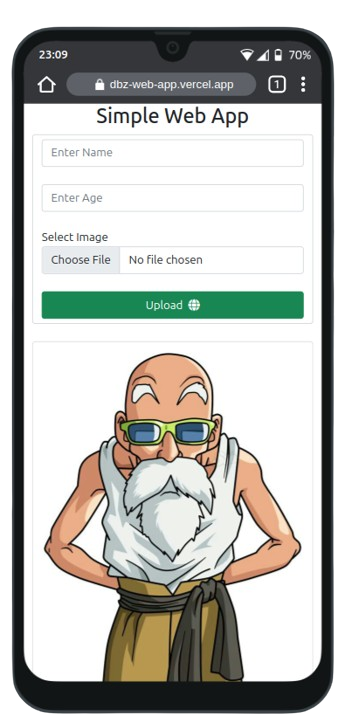 23:09 70%
dbz-web-app.vercel.app 1
Simple Web App
Enter Name
Enter Age
Select Image
Choose File No file chosen
Upload